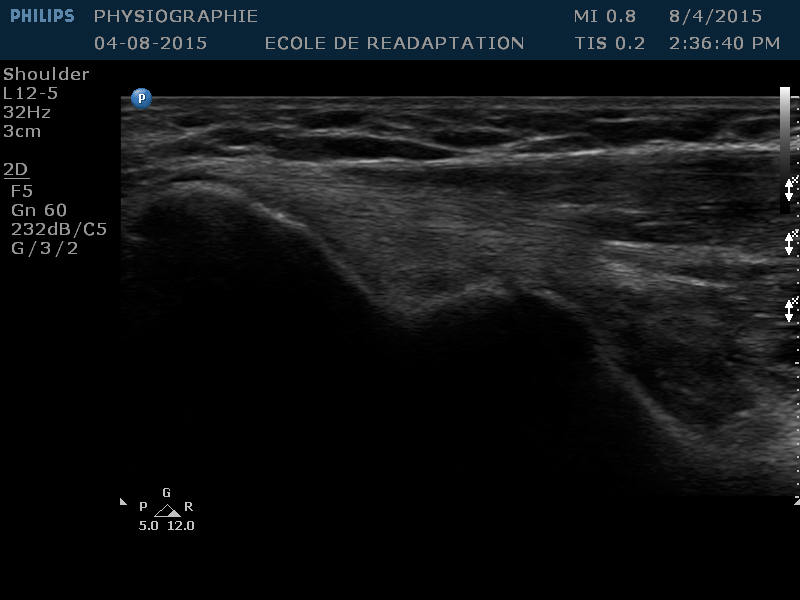 PHILIPS PHYSIOGRAPHIE MI 0.8 8/4/2015
04-08-2015 ECOLE DE READAPTATION TIS 0.2 2:36:40 PM
Shoulder
L12-5
32Hz
3cm
P
2D
F5
Gn 60
232dB/C5
G/3/2
G
P R
5.0 12.0